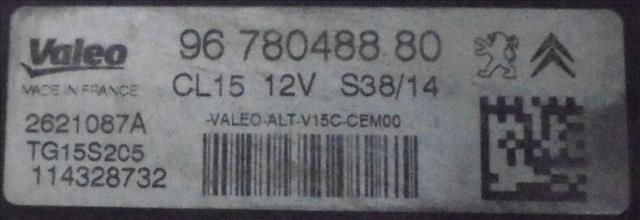 Valeo
MADE IN FRANCE
96 780488 80
CL15 12V S38/14
2621087A
TG15S205
114328732
-VALEO-ALT-V15C-CEM00